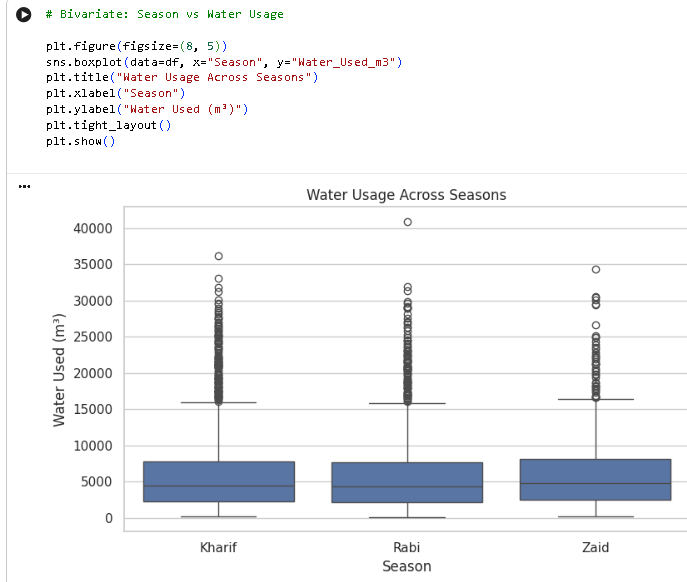 # Bivariate: Season vs Water Usage
plt.figure(figsize=(8, 5))
sns.boxplot(data=df, x="Season", y="Water_Used_m3")
plt.title("Water Usage Across Seasons")
plt.xlabel("Season")
plt.ylabel("Water Used (m³)")
plt.tight_layout()
plt.show()
Water Usage Across Seasons
40000
35000
30000
25000
20000
15000
10000
5000
0
Water Used (m³)
Kharif Rabi Zaid
Season